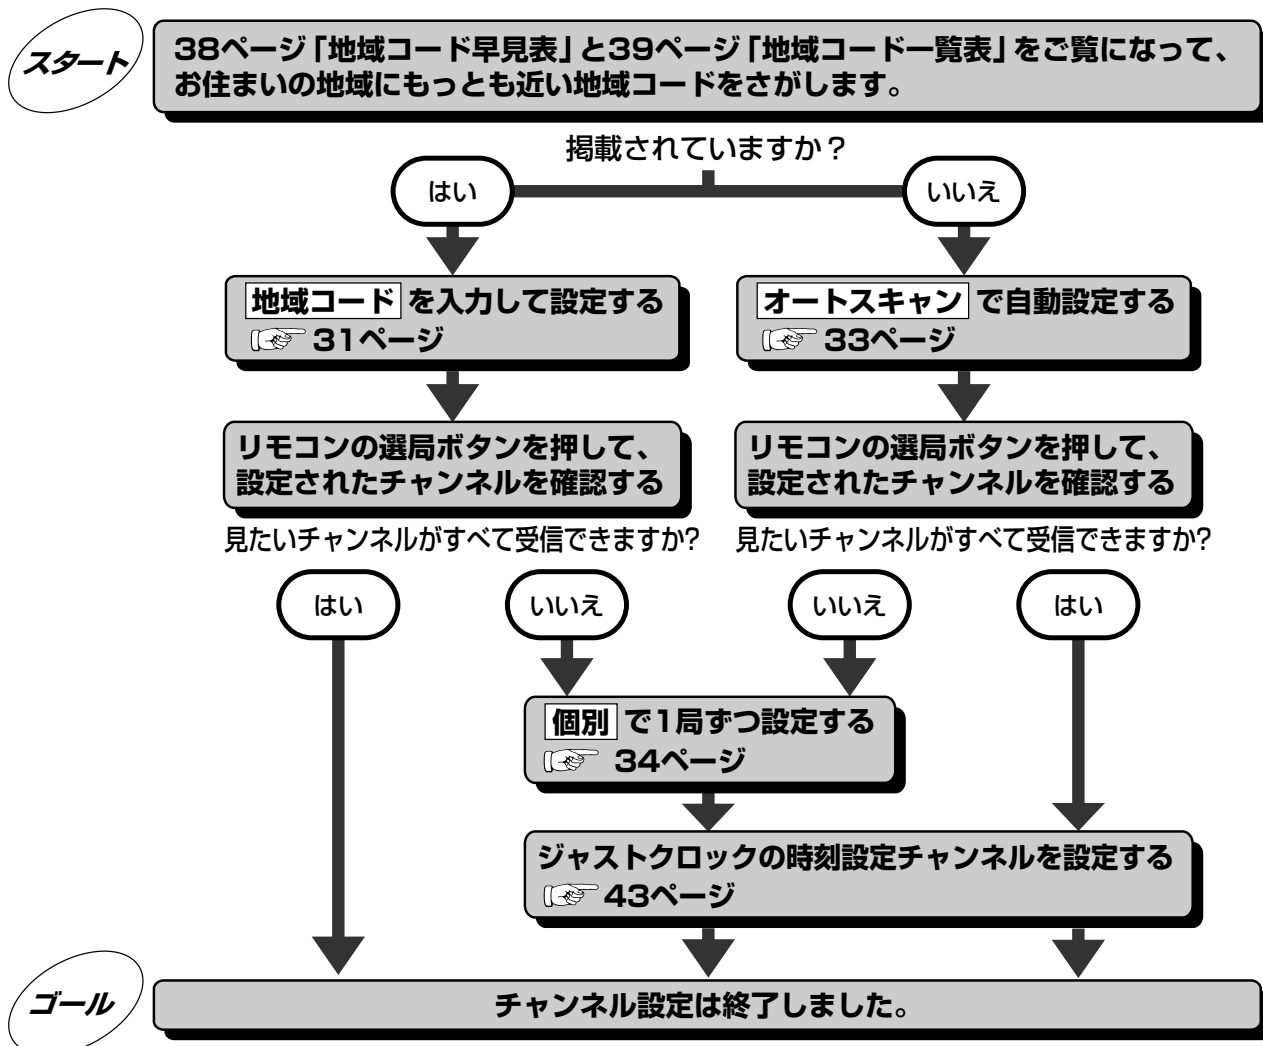 スタート
38ページ「地域コード早見表」と39ページ「地域コード一覧表」をご覧になって、
お住まいの地域にもっとも近い地域コードをさがします。
掲載されていますか？
はい
いいえ
地域コード を入力して設定する
31ページ
オートスキャン で自動設定する
33ページ
リモコンの選局ボタンを押して、
設定されたチャンネルを確認する
リモコンの選局ボタンを押して、
設定されたチャンネルを確認する
見たいチャンネルがすべて受信できますか?
見たいチャンネルがすべて受信できますか?
はい
いいえ
いいえ
はい
個別 で1局ずつ設定する
34ページ
ジャストクロックの時刻設定チャンネルを設定する
43ページ
ゴール
チャンネル設定は終了しました。